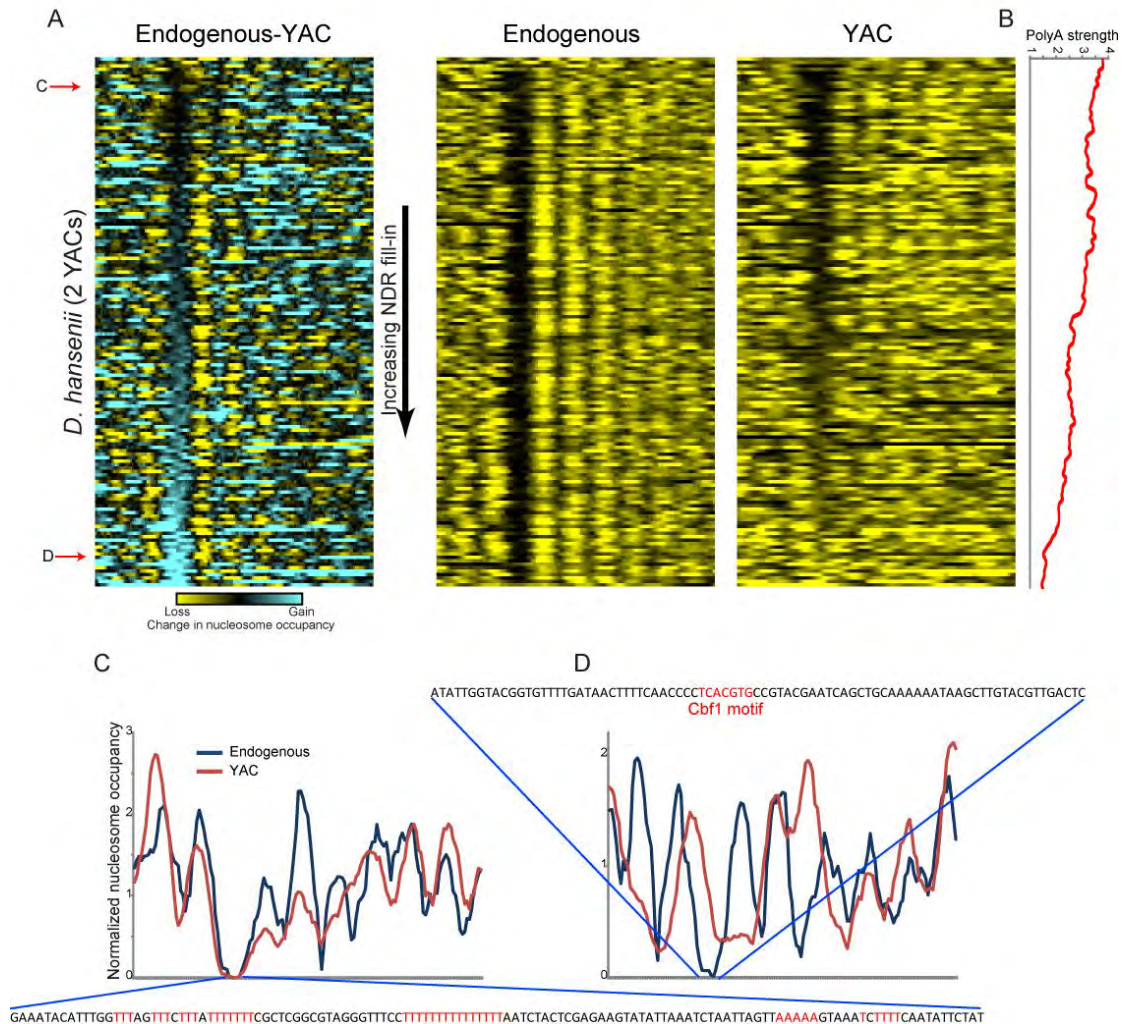 A
B
Endogenous-YAC
Endogenous
YAC
PolyA strength
1 2 3 4
C
D. hansenii (2 YACs)
Increasing NDR fill-in
D
Loss
Gain
Change in nucleosome occupancy
C
D
ATATTGGTACGGTGTTTTGATAACTTTTCAACCCCTCACGTGCCGTACGAATCAGCTGCAAAAAATAAGCTTGTACGTTGACTC
Cbf1 motif
Normalized nucleosome occupancy
3
2
1
0
Endogenous
YAC
2
1
0
GAAATACATTTGGTTTAGTTTCTTTATTTTTTTCGCTCGGCGTAGGGTTTCCTTTTTTTTTTTTTTTAATCTACTCGAGAAGTATATTAAATCTAATTAGTTAAAAAGTAAATCTTTTCAATATTCTAT